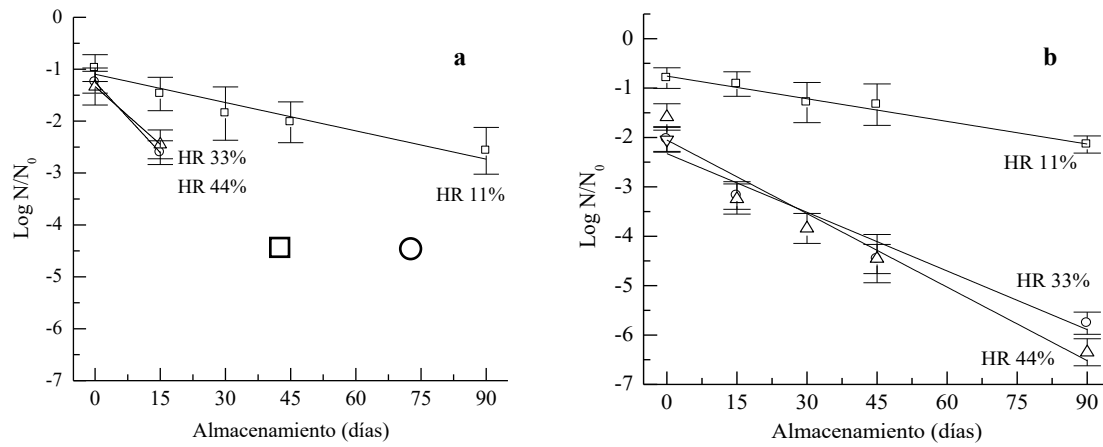 a
0
-1
-2
-3
-4
-5
-6
-7
Log N/N0
HR 33%
HR 44%
HR 11%
0 15 30 45 60 75 90
Almacenamiento (días)
b
0
-1
-2
-3
-4
-5
-6
-7
Log N/N0
HR 11%
HR 33%
HR 44%
0 15 30 45 60 75 90
Almacenamiento (días)